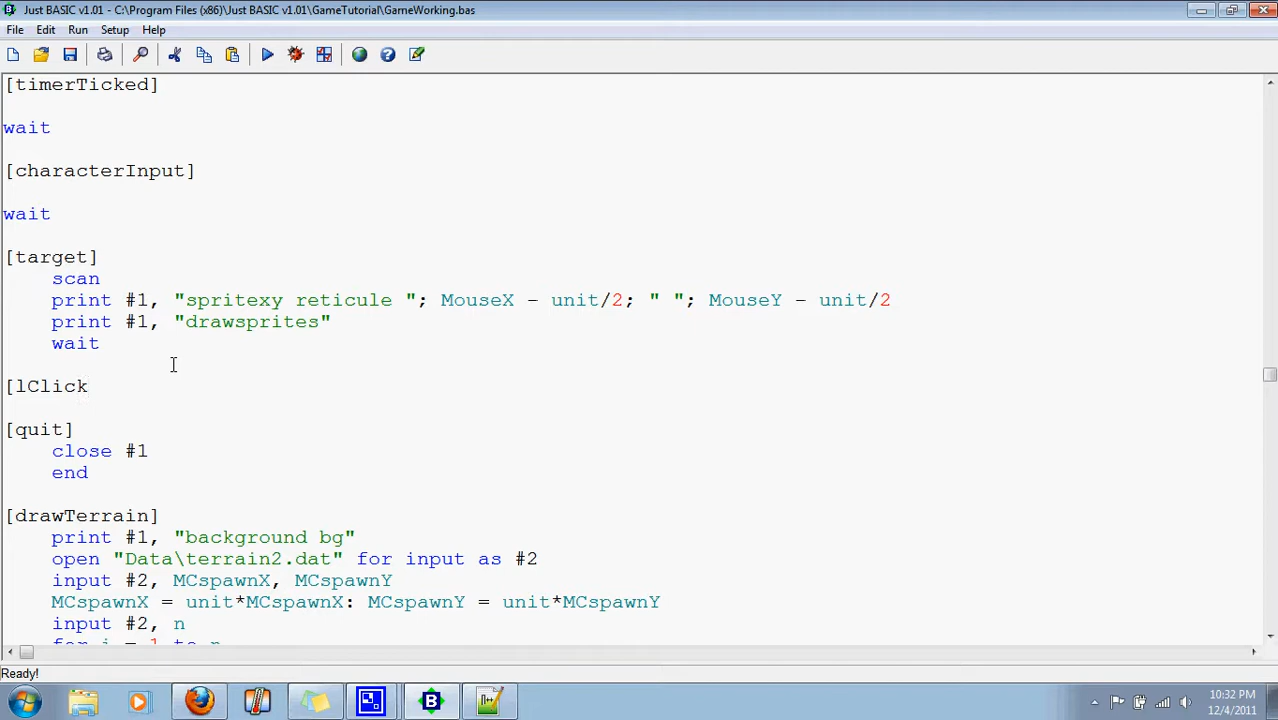 Just BASIC v1.01 - C:\Program Files (x86)\Just BASIC v1.01\GameTutorial\GameWorking.bas
File Edit Run Setup Help
[timerTicked]
wait
[characterInput]
wait
[target]
scan
print #1, "spritexy reticule "; MouseX - unit/2; " "; MouseY - unit/2
print #1, "drawsprites"
wait
[lClick
[quit]
close #1
end
[drawTerrain]
print #1, "background bg"
open "Data\terrain2.dat" for input as #2
input #2, MCspawnX, MCspawnY
MCspawnX = unit*MCspawnX: MCspawnY = unit*MCspawnY
input #2, n
for i = 1 to n
Ready!
10:32 PM
12/4/2011